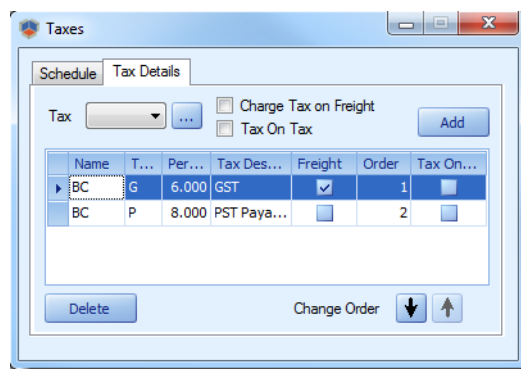 Taxes
Schedule Tax Details
Tax ... Charge Tax on Freight
Tax On Tax
Add
Name T... Per... Tax Des... Freight Order Tax On...
BC G 6.000 GST 1
BC P 8.000 PST Paya... 2
Delete Change Order